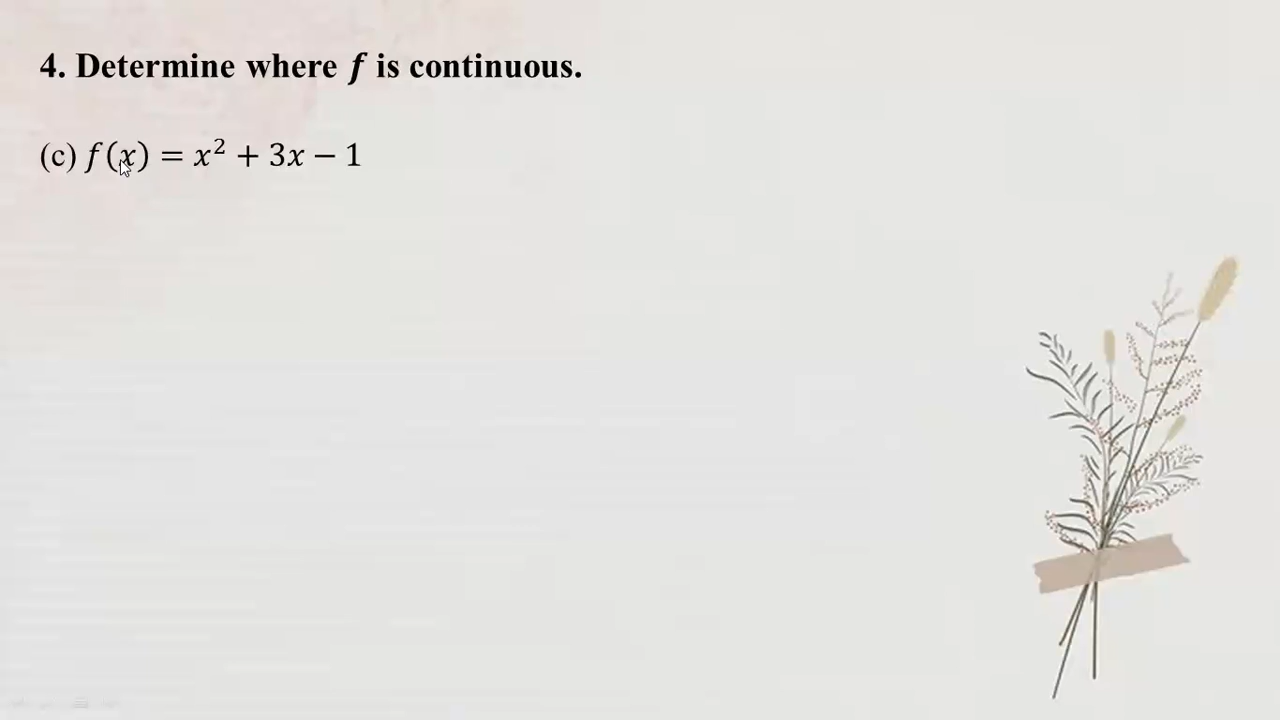 4. Determine where f is continuous.
(c) f(x) = x² + 3x − 1